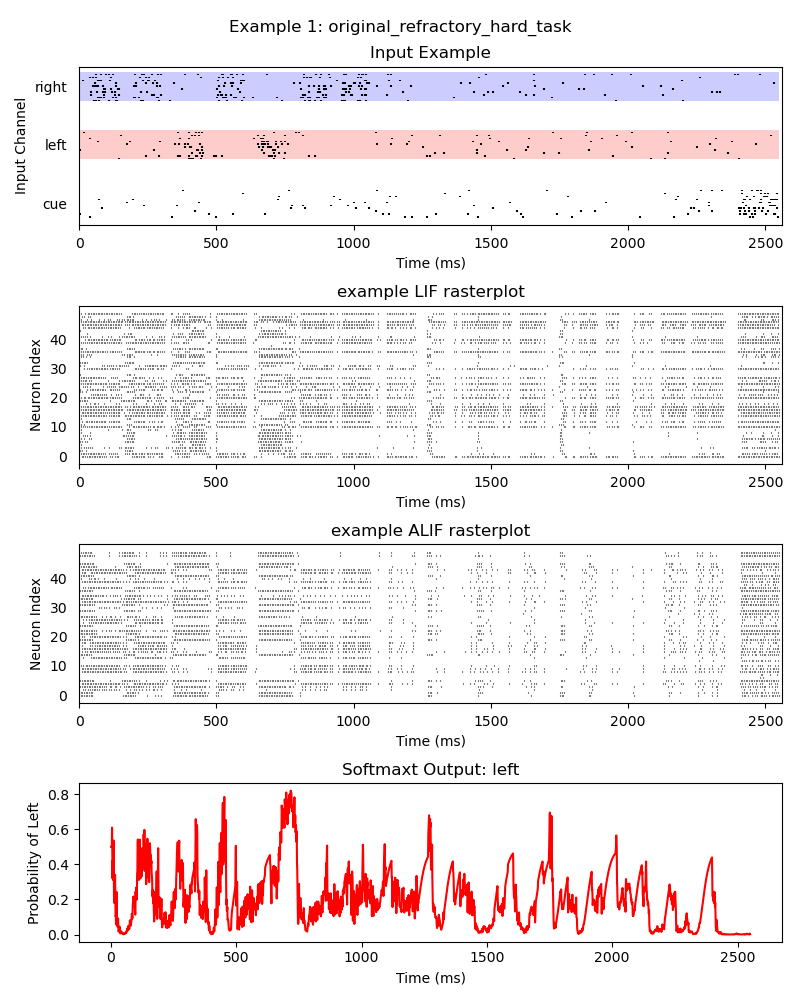 Example 1: original_refractory_hard_task
Input Example
Input Channel
right
left
cue
0 500 1000 1500 2000 2500
Time (ms)
example LIF rasterplot
Neuron Index
40
30
20
10
0
0 500 1000 1500 2000 2500
Time (ms)
example ALIF rasterplot
Neuron Index
40
30
20
10
0
0 500 1000 1500 2000 2500
Time (ms)
Softmaxt Output: left
Probability of Left
0.8
0.6
0.4
0.2
0.0
0 500 1000 1500 2000 2500
Time (ms)